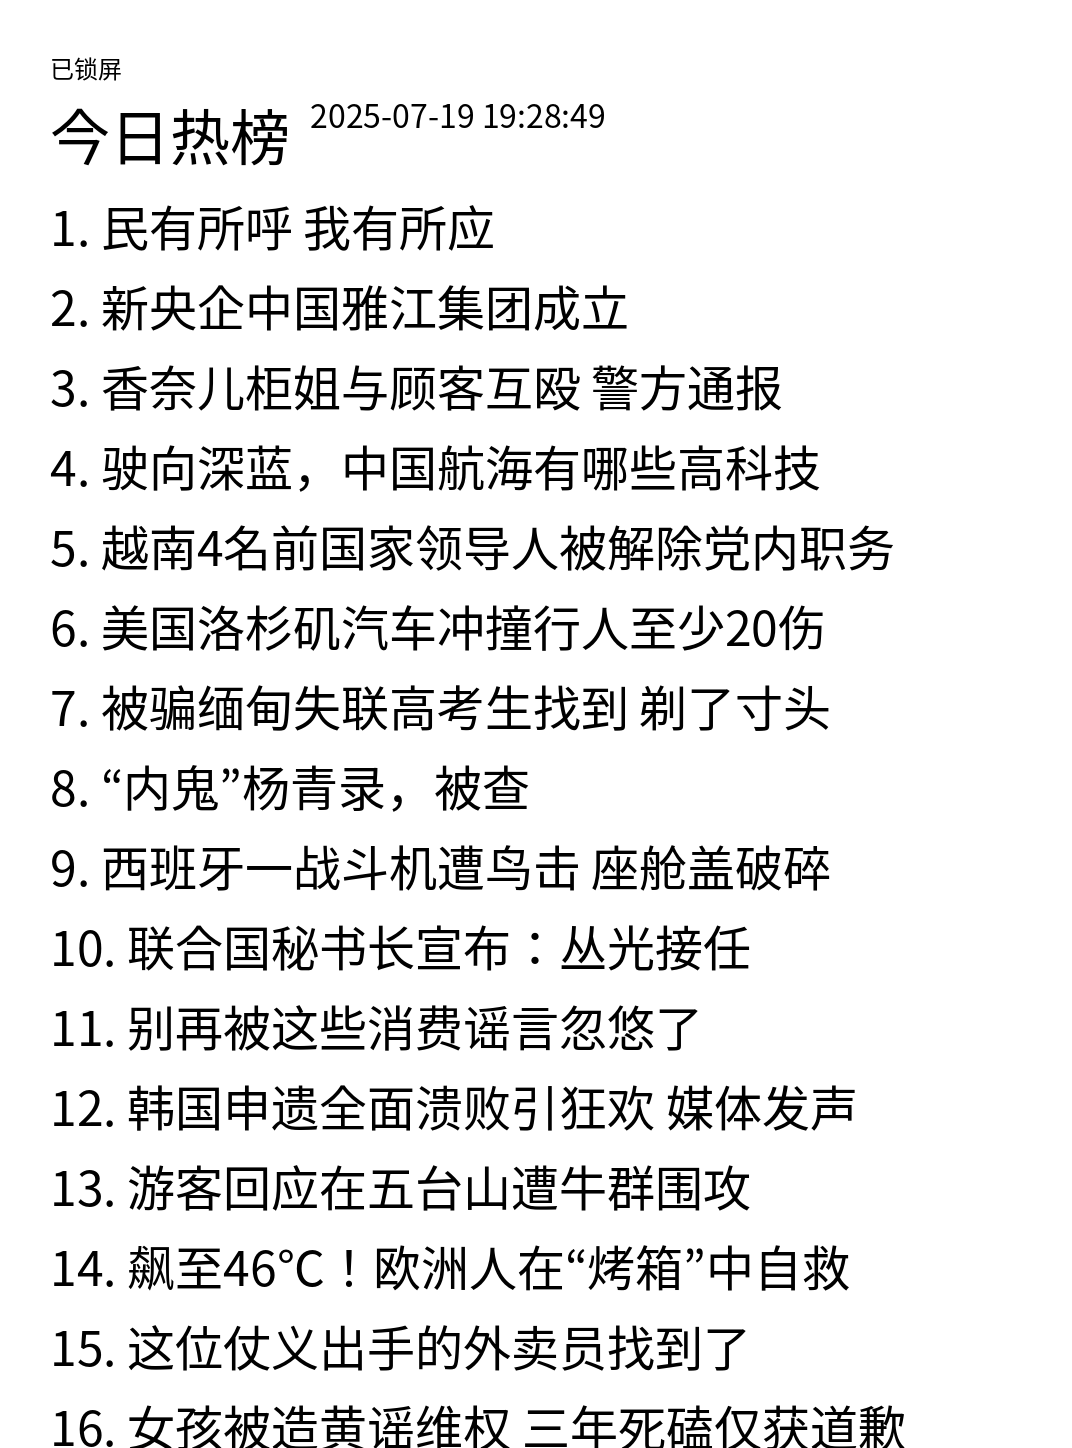 已锁屏
今日热榜 2025-07-19 19:28:49
1. 民有所呼 我有所应
2. 新央企中国雅江集团成立
3. 香奈儿柜姐与顾客互殴 警方通报
4. 驶向深蓝，中国航海有哪些高科技
5. 越南4名前国家领导人被解除党内职务
6. 美国洛杉矶汽车冲撞行人至少20伤
7. 被骗缅甸失联高考生找到 剃了寸头
8. “内鬼”杨青录，被查
9. 西班牙一战斗机遭鸟击 座舱盖破碎
10. 联合国秘书长宣布：丛光接任
11. 别再被这些消费谣言忽悠了
12. 韩国申遗全面溃败引狂欢 媒体发声
13. 游客回应在五台山遭牛群围攻
14. 飙至46℃！欧洲人在“烤箱”中自救
15. 这位仗义出手的外卖员找到了
16. 女孩被造黄谣维权 三年死磕仅获道歉